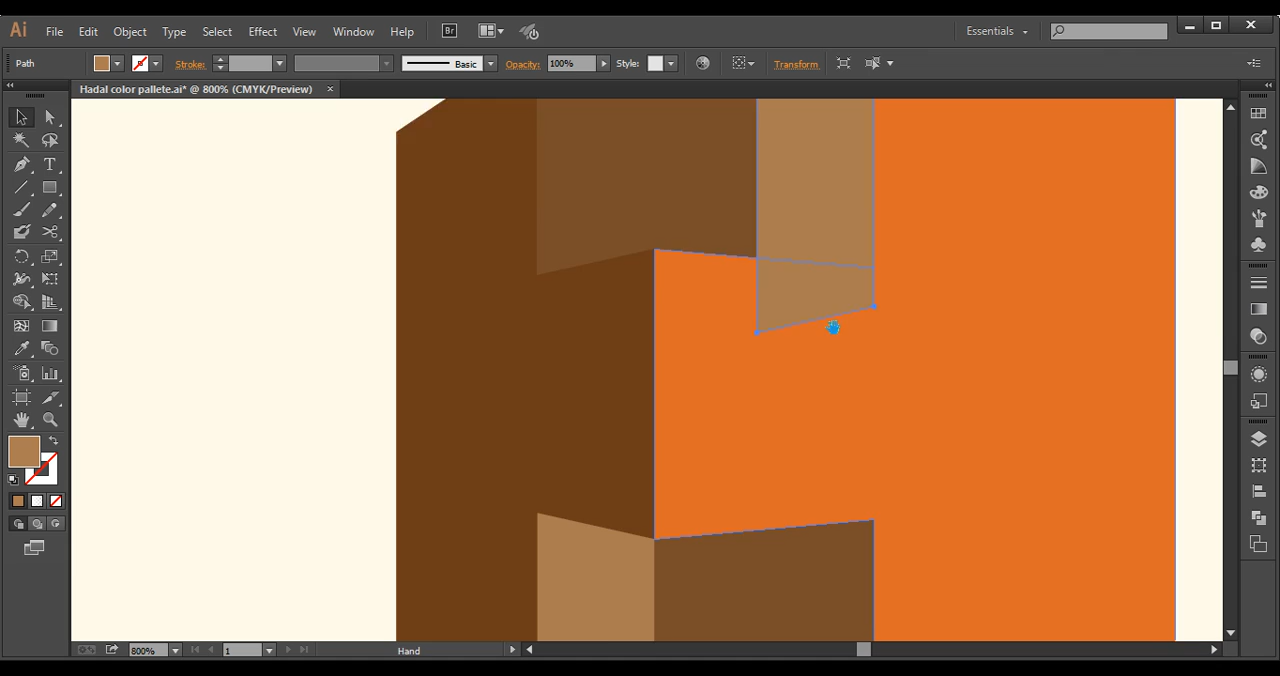 Ai File Edit Object Type Select Effect View Window Help Br Essentials
Path Stroke: Basic Opacity: 100% Style: Transform
Hadal color pallete.ai* @ 800% (CMYK/Preview) ×
T
800% 1 Hand